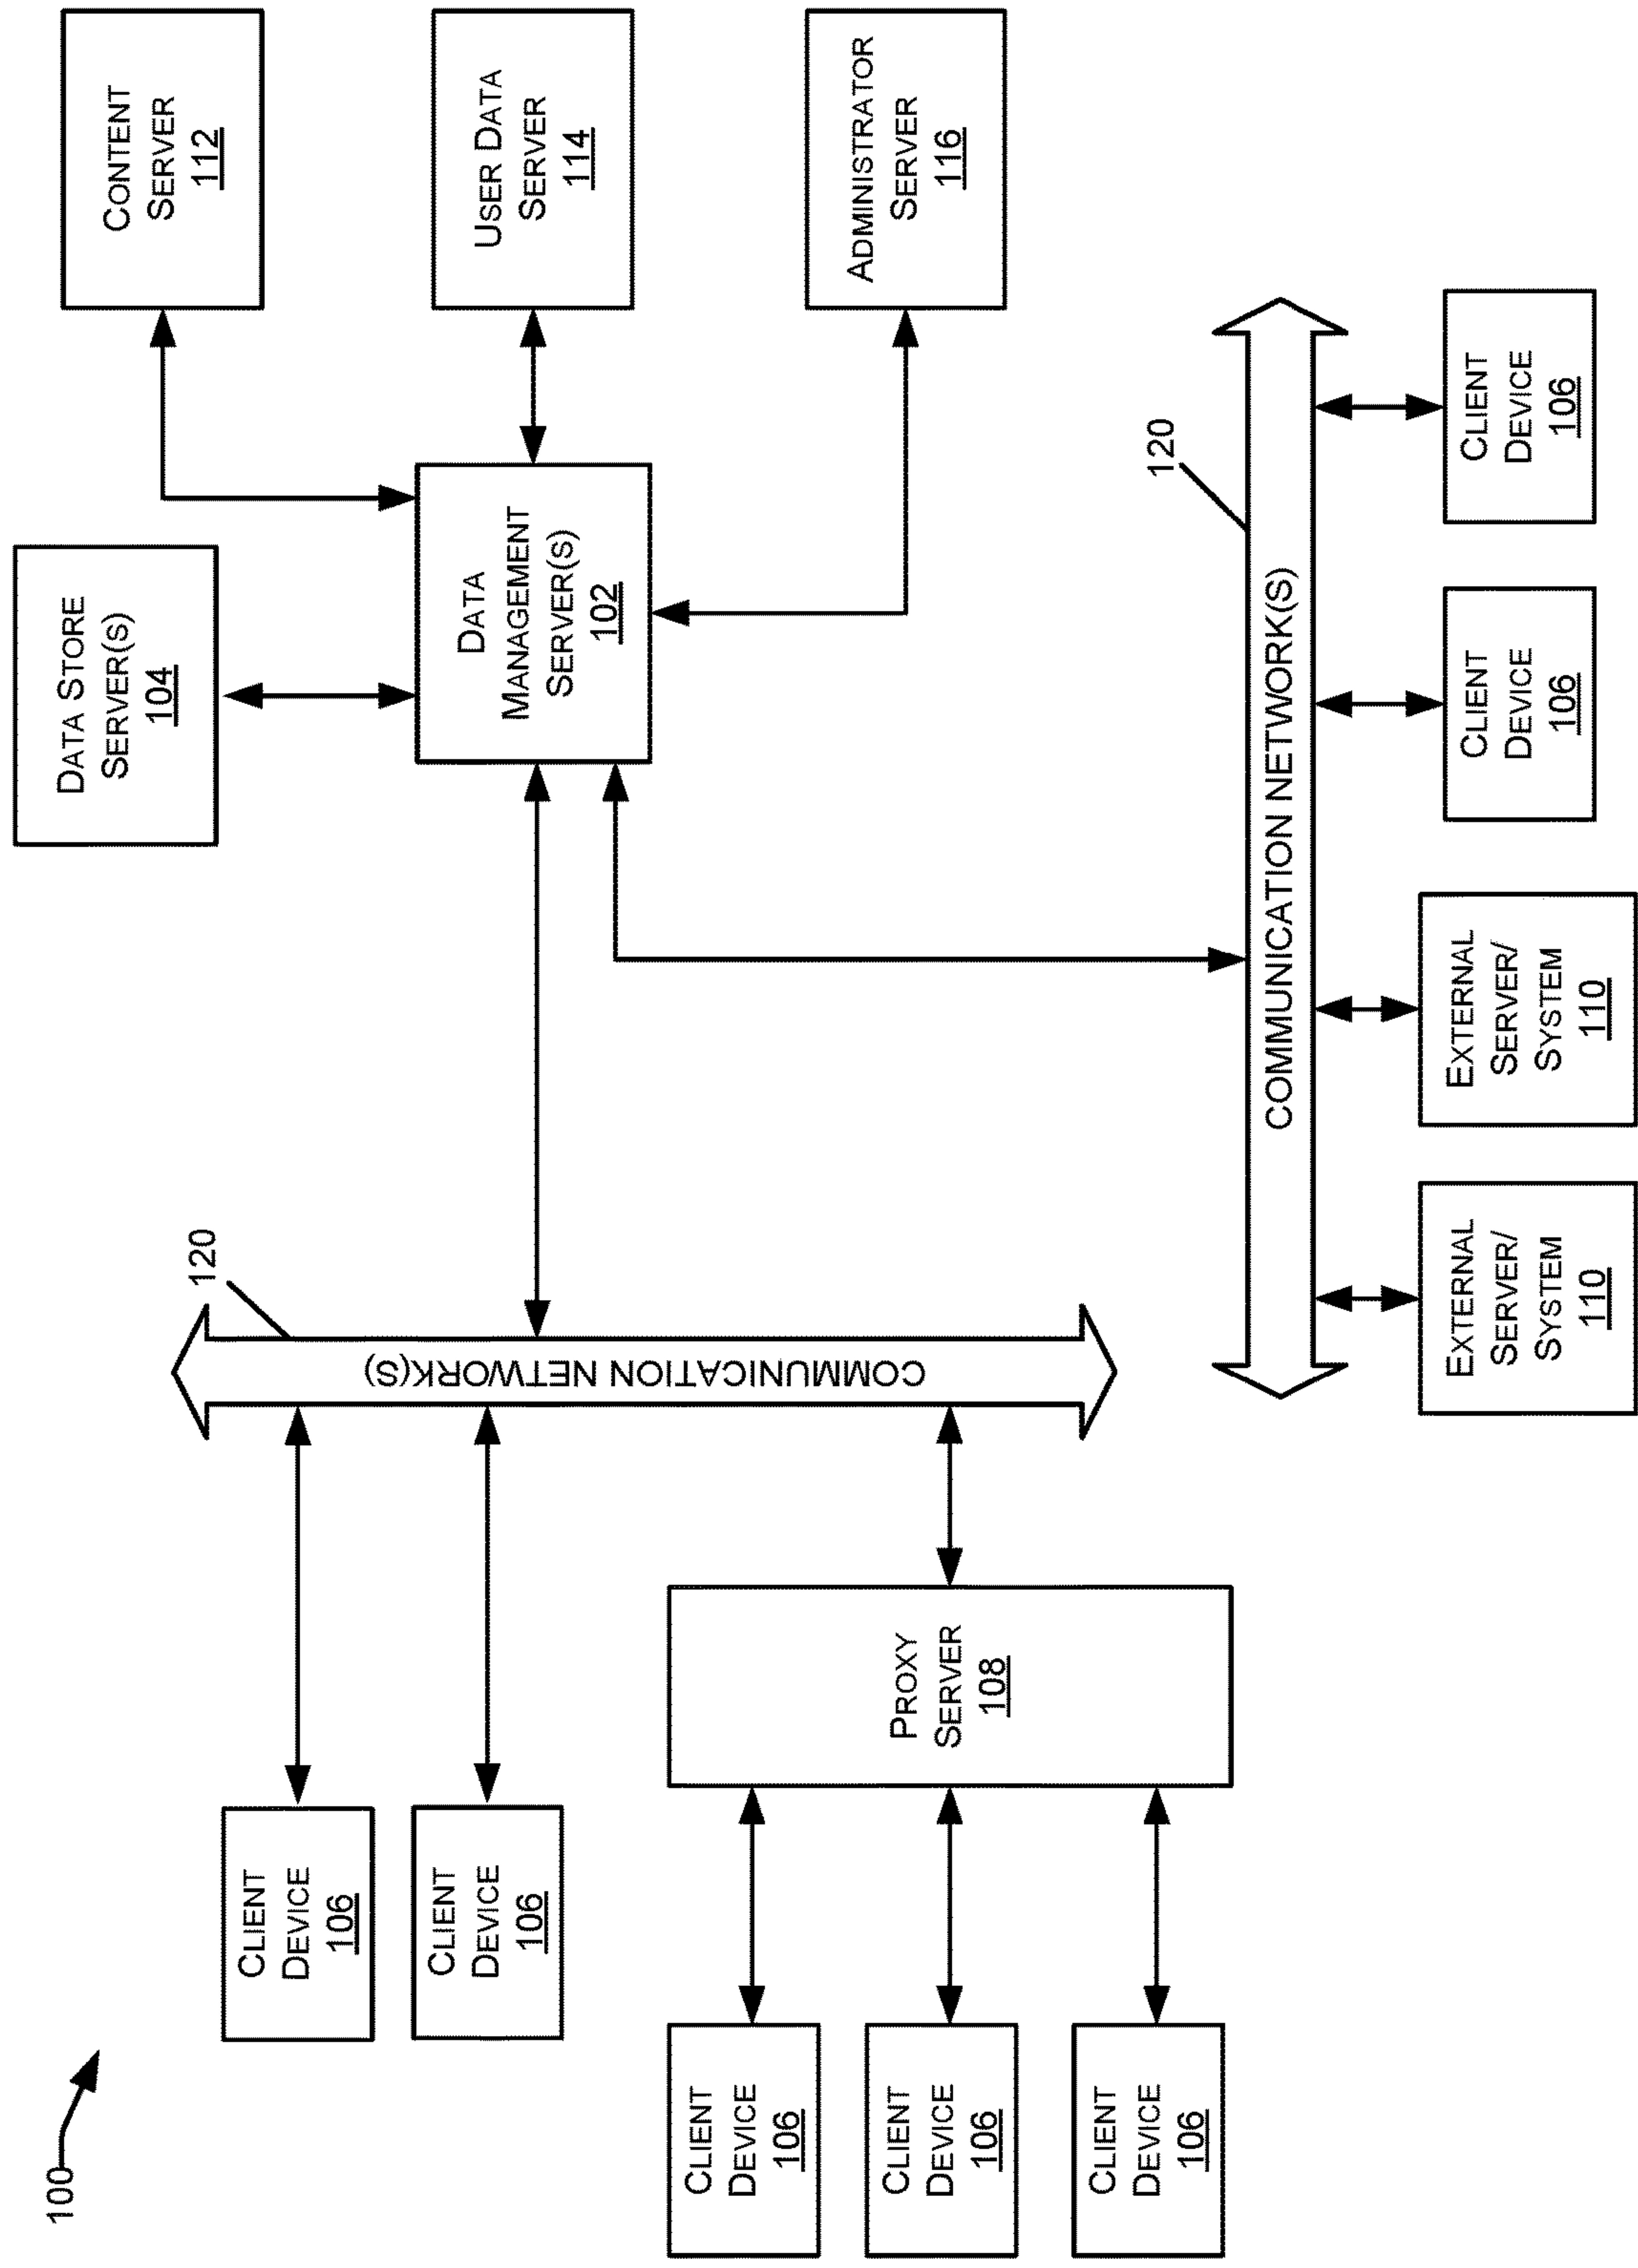 100
CLIENT
DEVICE
106
CLIENT
DEVICE
106
CLIENT
DEVICE
106
CLIENT
DEVICE
106
CLIENT
DEVICE
106
PROXY
SERVER
108
120
COMMUNICATION NETWORK(S)
DATA STORE
SERVER(S)
104
DATA
MANAGEMENT
SERVER(S)
102
CONTENT
SERVER
112
USER DATA
SERVER
114
ADMINISTRATOR
SERVER
116
120
COMMUNICATION NETWORK(S)
EXTERNAL
SERVER/
SYSTEM
110
EXTERNAL
SERVER/
SYSTEM
110
CLIENT
DEVICE
106
CLIENT
DEVICE
106